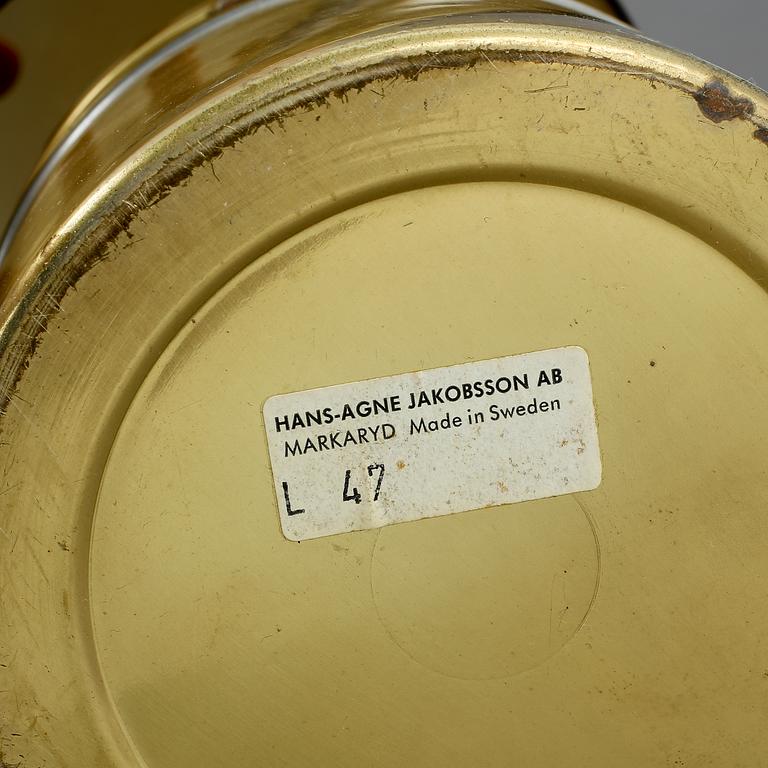 HANS-AGNE JAKOBSSON AB
MARKARYD Made in Sweden
L 47